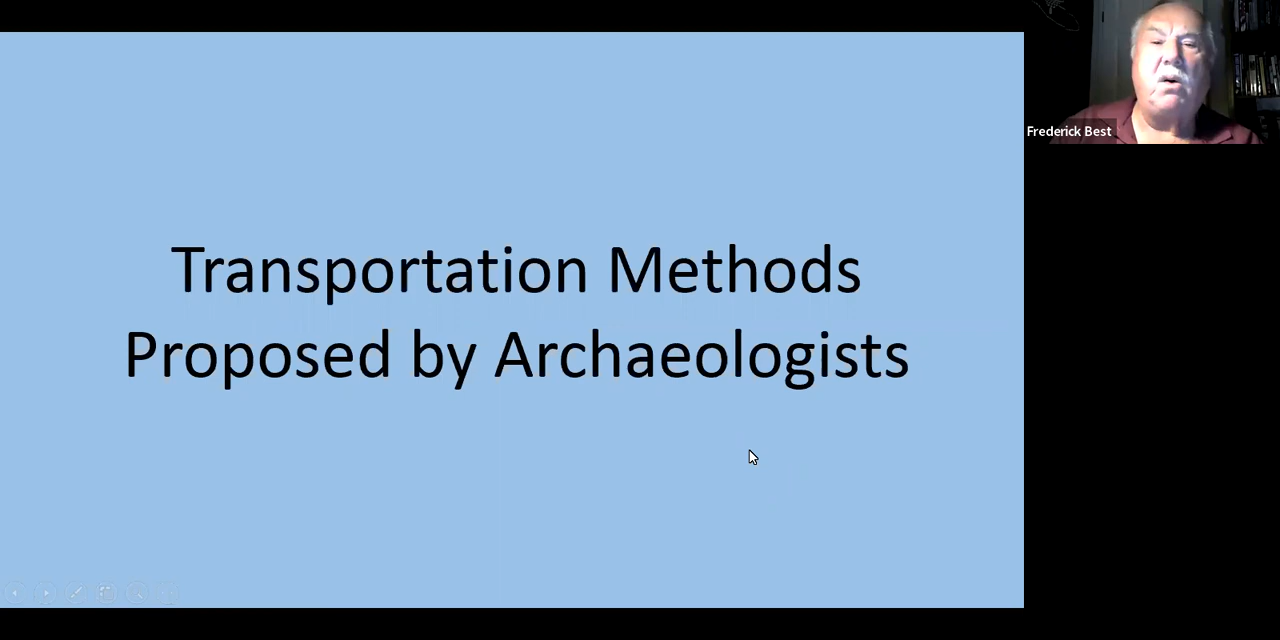 Transportation Methods
Proposed by Archaeologists
Frederick Best